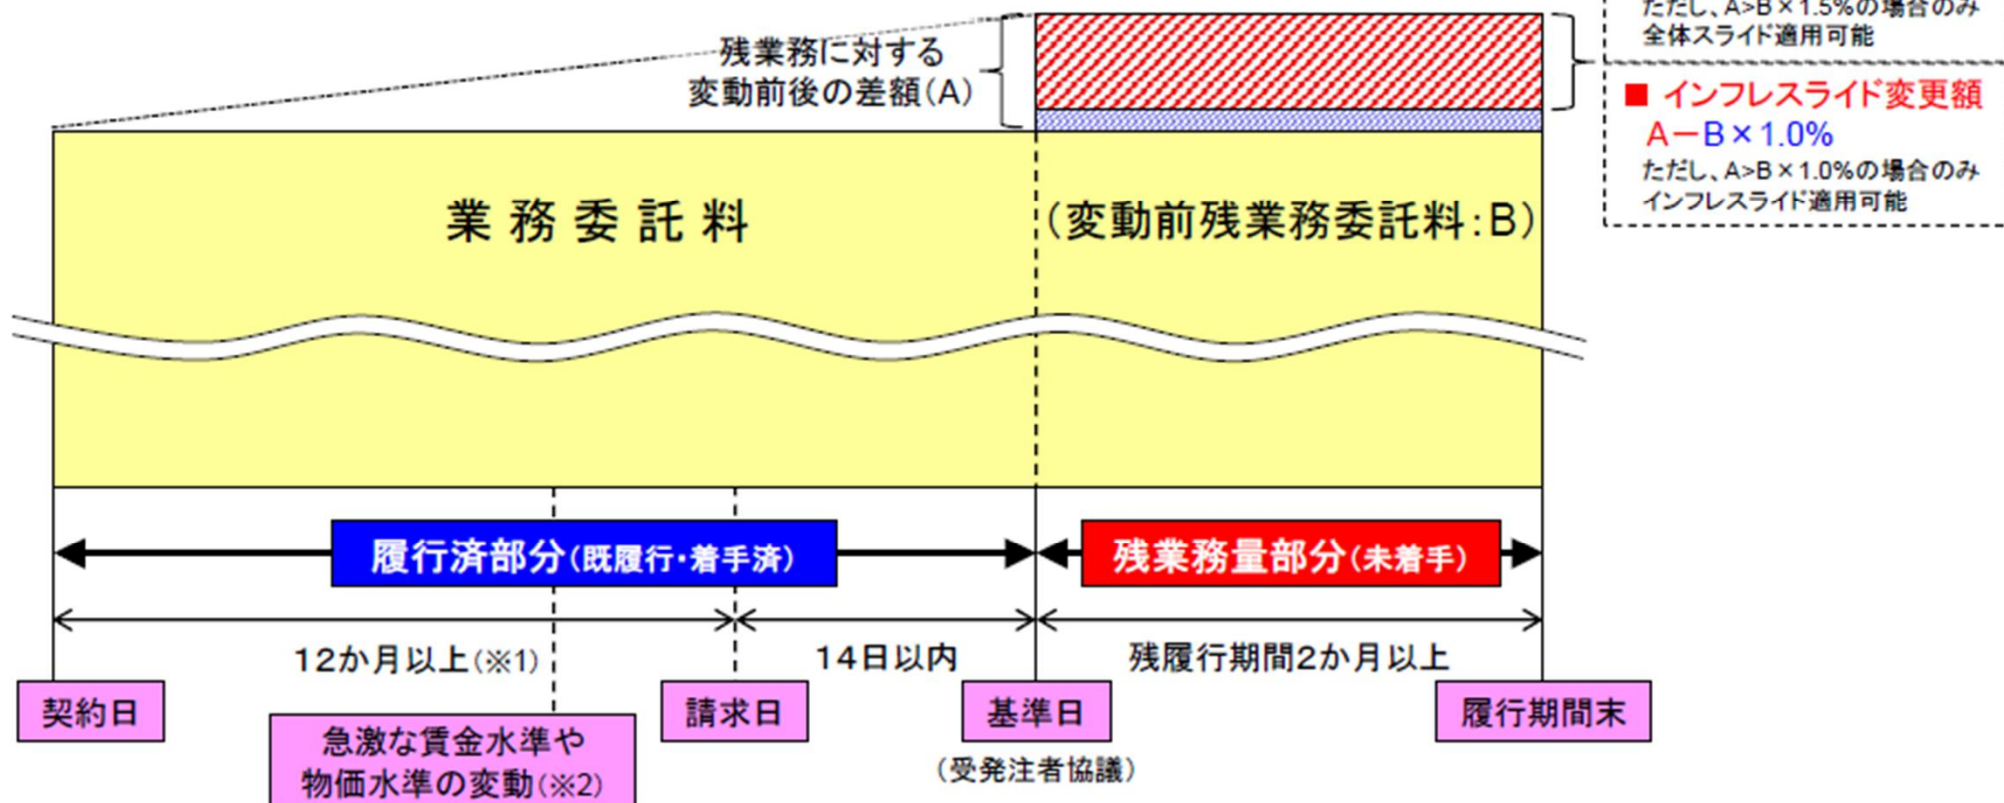 ただし、A>B×1.5%の場合のみ
全体スライド適用可能
残業務に対する
変動前後の差額(A)
■ インフレスライド変更額
A－B×1.0%
ただし、A>B×1.0%の場合のみ
インフレスライド適用可能
業務委託料
(変動前残業務委託料:B)
履行済部分(既履行・着手済)
残業務量部分(未着手)
12か月以上(※1)
14日以内
残履行期間2か月以上
契約日
請求日
基準日
履行期間末
急激な賃金水準や
物価水準の変動(※2)
(受発注者協議)